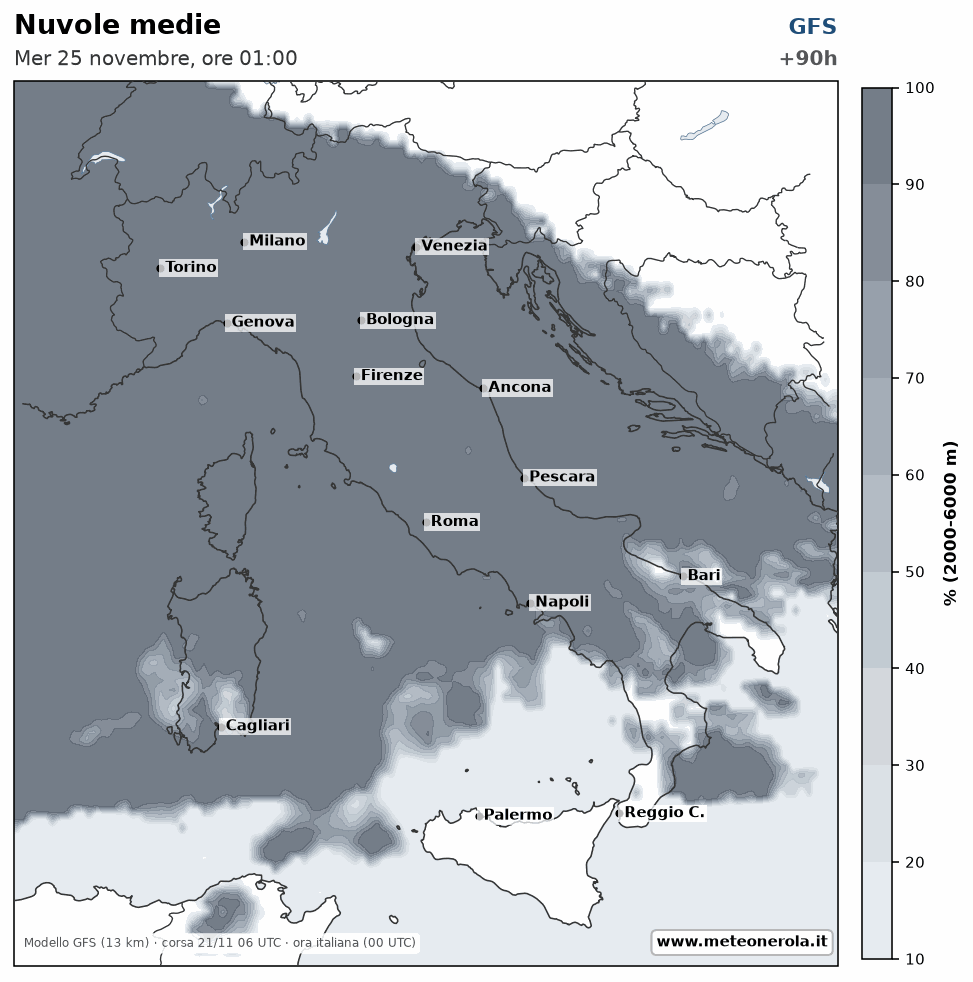 Nuvole medie
GFS
Mer 25 novembre, ore 01:00
+90h
100
90
80
70
60
50
40
30
20
10
% (2000-6000 m)
Milano
Venezia
Torino
Genova
Bologna
Firenze
Ancona
Pescara
Roma
Bari
Napoli
Cagliari
Palermo
Reggio C.
Modello GFS (13 km) · corsa 21/11 06 UTC · ora italiana (00 UTC)
www.meteonerola.it